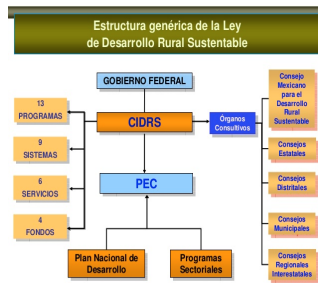 Estructura genérica de la Ley
de Desarrollo Rural Sustentable
GOBIERNO FEDERAL
CIDRS
PEC
13
PROGRAMAS
9
SISTEMAS
6
SERVICIOS
4
FONDOS
Plan Nacional de
Desarrollo
Programas
Sectoriales
Órganos
Consultivos
Consejo
Mexicano
para el
Desarrollo
Rural
Sustentable
Consejos
Estatales
Consejos
Distritales
Consejos
Municipales
Consejos
Regionales
Interestatales